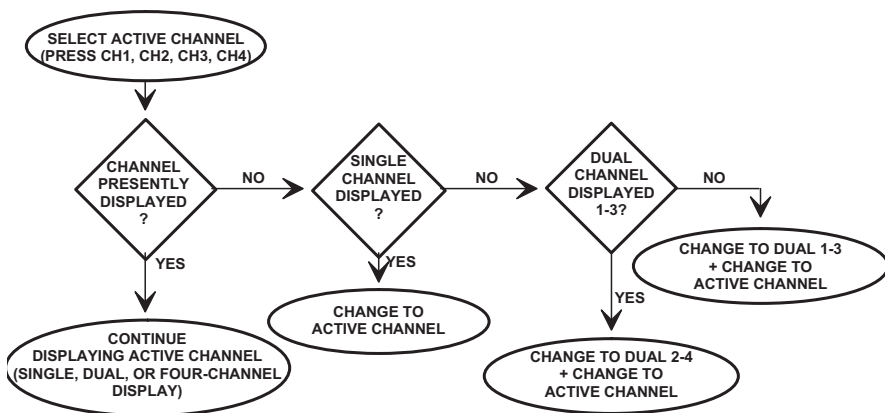 SELECT ACTIVE CHANNEL
(PRESS CH1, CH2, CH3, CH4)
CHANNEL
PRESENTLY
DISPLAYED
?
NO
SINGLE
CHANNEL
DISPLAYED
?
NO
DUAL
CHANNEL
DISPLAYED
1-3?
NO
YES
YES
YES
CHANGE TO DUAL 1-3
+ CHANGE TO
ACTIVE CHANNEL
CHANGE TO
ACTIVE CHANNEL
CONTINUE
DISPLAYING ACTIVE CHANNEL
(SINGLE, DUAL, OR FOUR-CHANNEL
DISPLAY)
CHANGE TO DUAL 2-4
+ CHANGE TO
ACTIVE CHANNEL